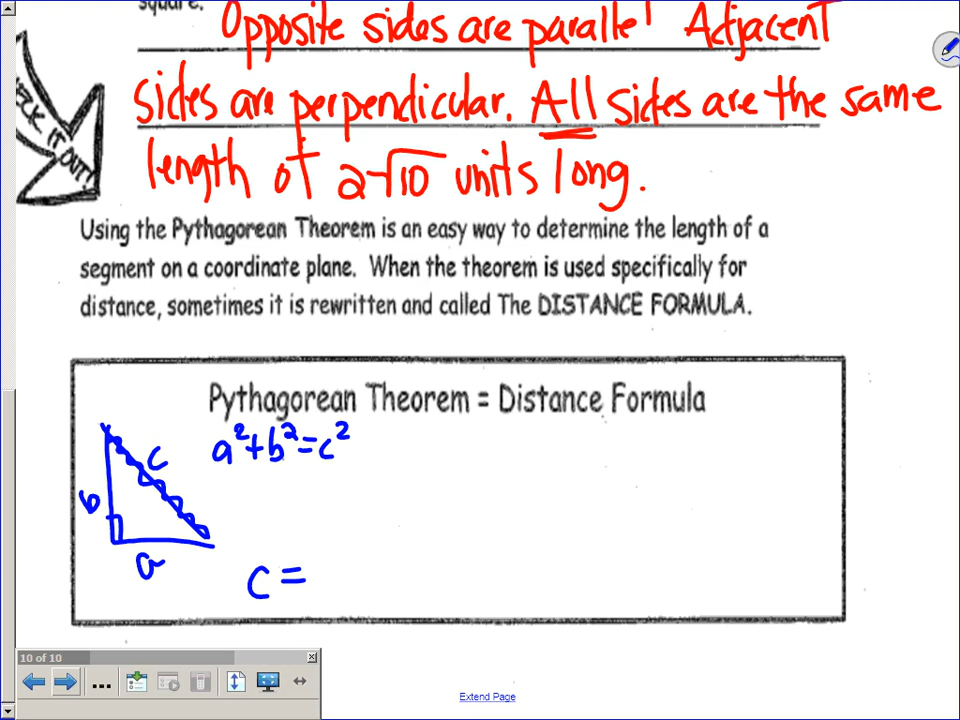 square.
Opposite sides are parallel Adjacent
sides are perpendicular. All sides are the same
length of 2√10 units long.
OUT!
Using the Pythagorean Theorem is an easy way to determine the length of a
segment on a coordinate plane. When the theorem is used specifically for
distance, sometimes it is rewritten and called The DISTANCE FORMULA.
Pythagorean Theorem = Distance Formula
a²+b²=c²
c
b
a
c =
10 of 10
Extend Page